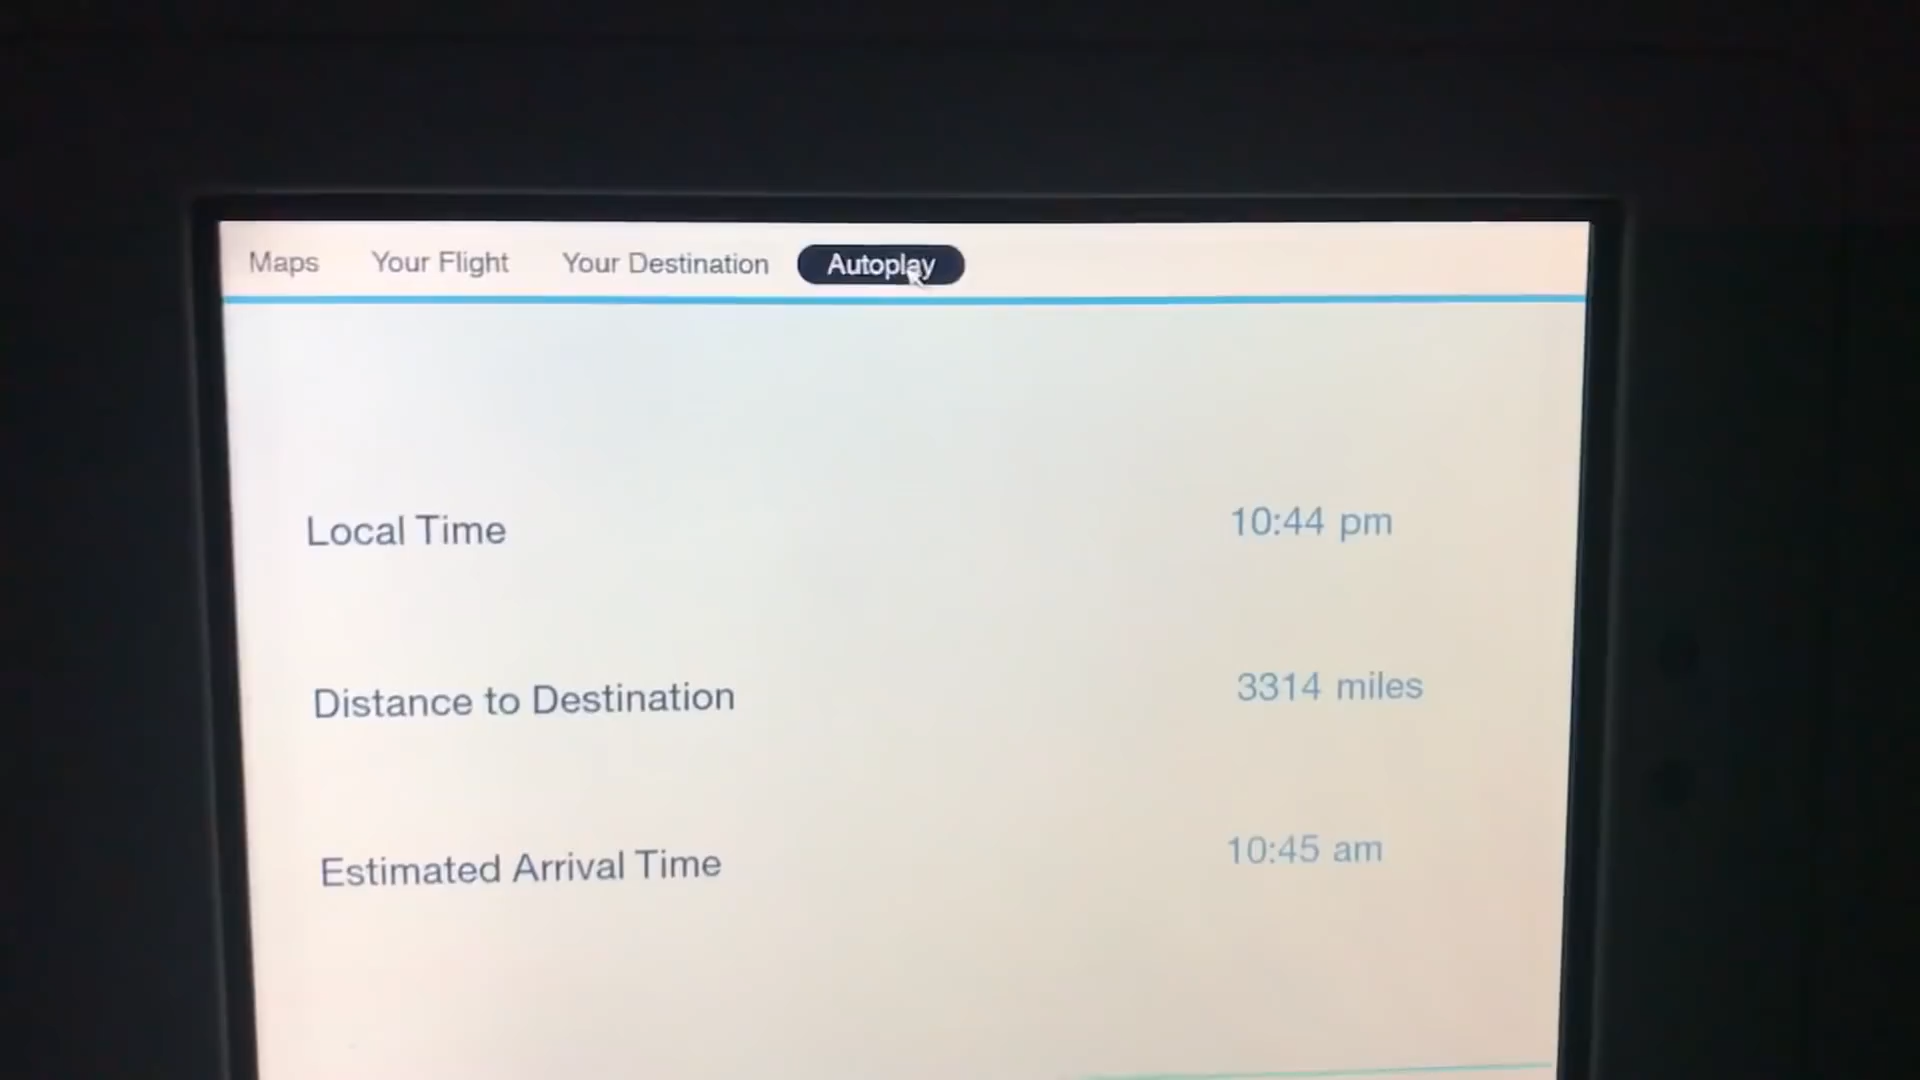 Maps Your Flight Your Destination Autoplay
Local Time 10:44 pm
Distance to Destination 3314 miles
Estimated Arrival Time 10:45 am